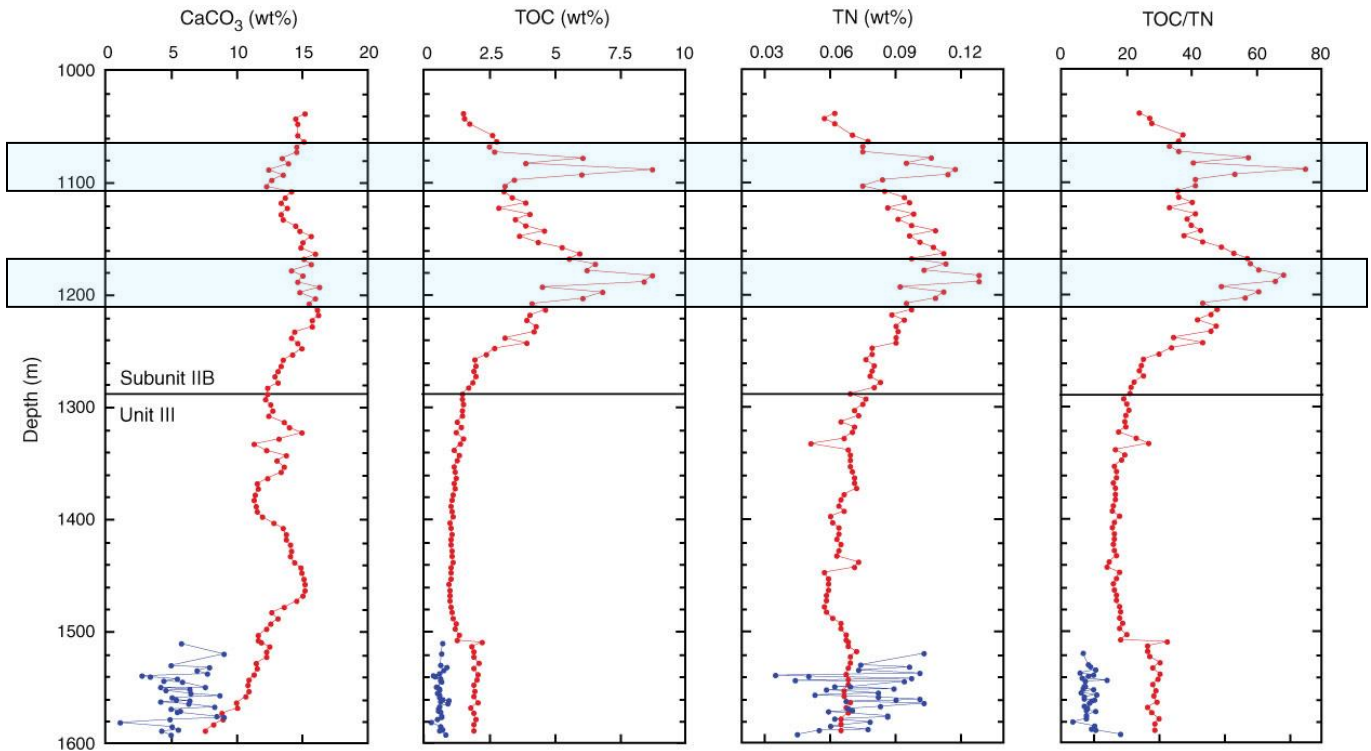 CaCO3 (wt%) TOC (wt%) TN (wt%) TOC/TN
0 5 10 15 20 0 2.5 5 7.5 10 0.03 0.06 0.09 0.12 0 20 40 60 80
1000
1100
1200
Subunit IIB
1300
Unit III
Depth (m)
1400
1500
1600